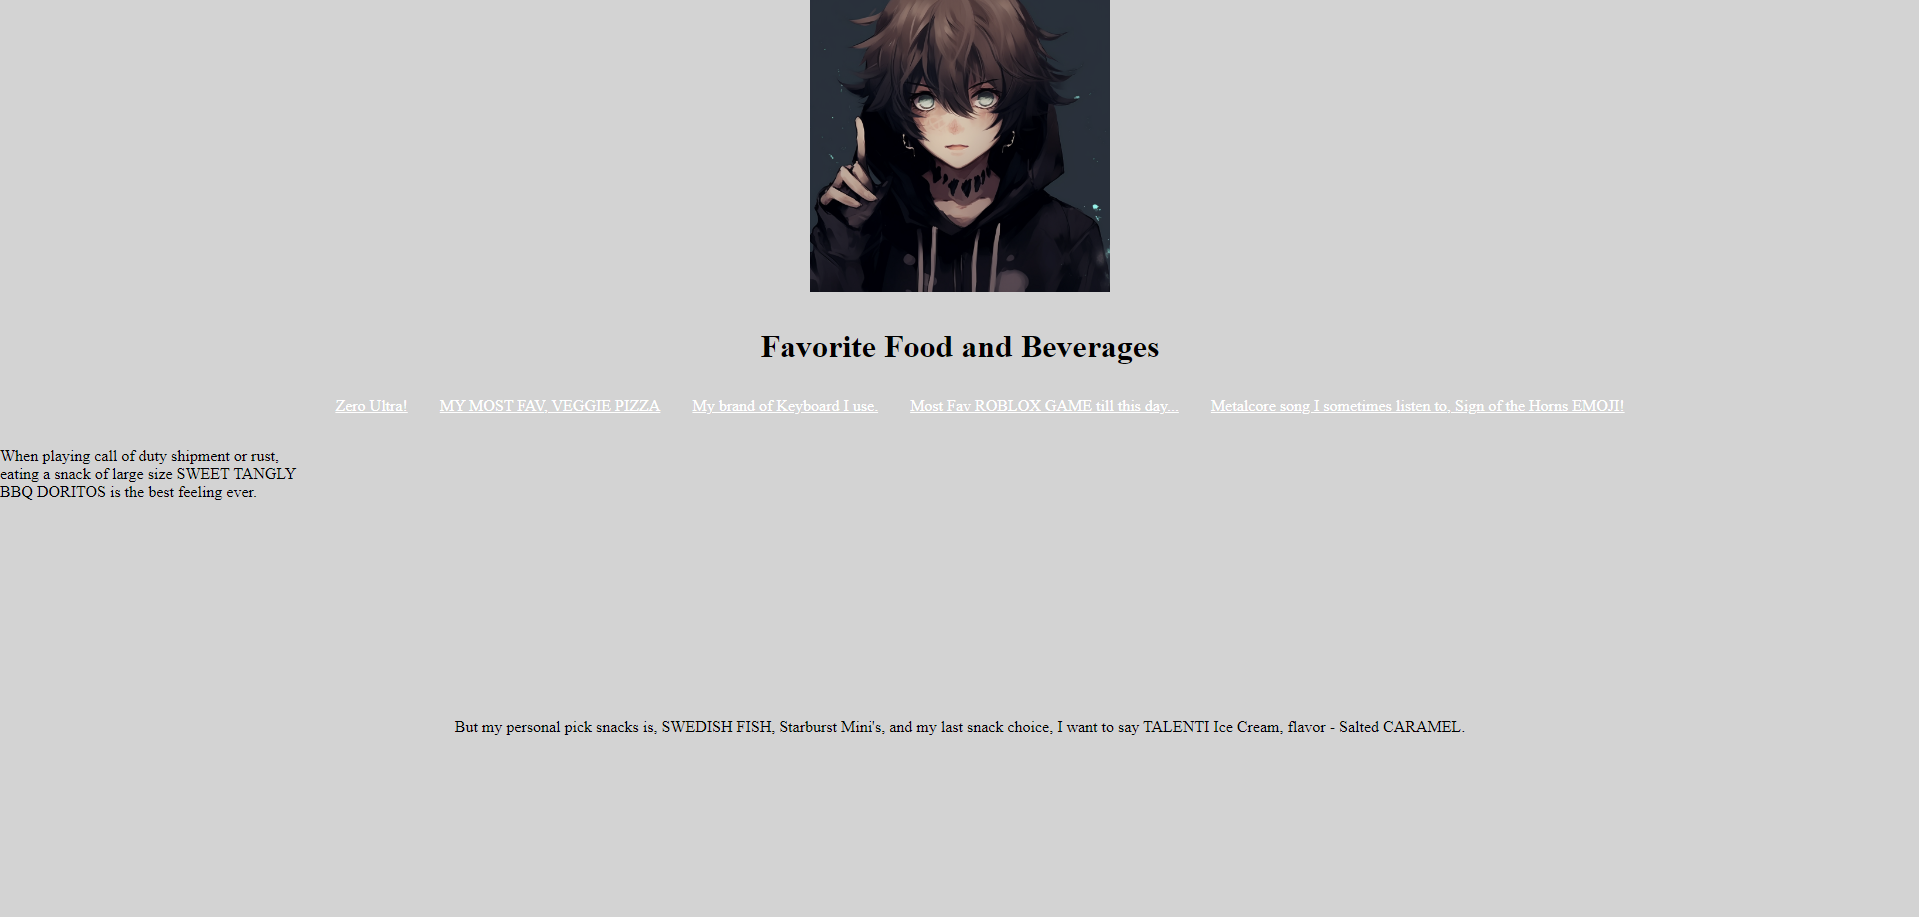 Favorite Food and Beverages
Zero Ultra! MY MOST FAV, VEGGIE PIZZA My brand of Keyboard I use. Most Fav ROBLOX GAME till this day... Metalcore song I sometimes listen to. Sign of the Horns EMOJI!
When playing call of duty shipment or rust,
eating a snack of large size SWEET TANGLY
BBQ DORITOS is the best feeling ever.
But my personal pick snacks is, SWEDISH FISH, Starburst Mini's, and my last snack choice, I want to say TALENTI Ice Cream, flavor - Salted CARAMEL.